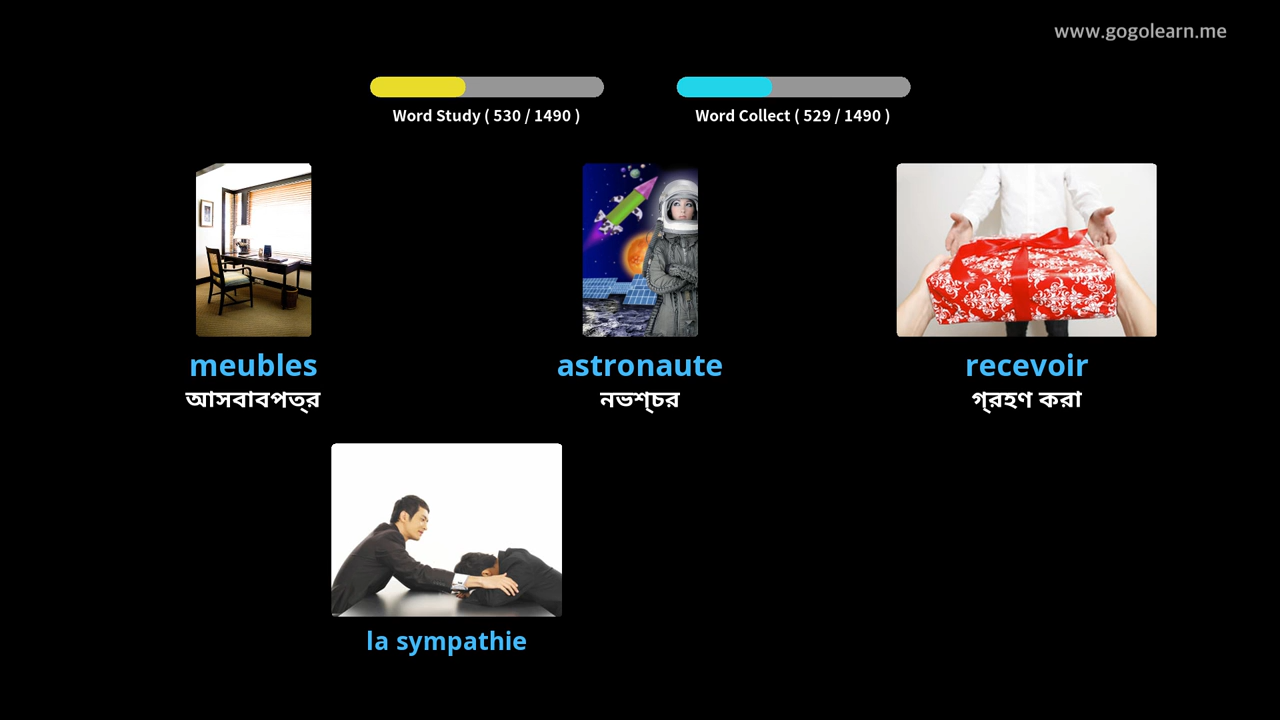 www.gogolearn.me
Word Study ( 530 / 1490 )
Word Collect ( 529 / 1490 )
meubles
astronaute
recevoir
আসবাবপত্র
নভশ্চর
গ্রহণ করা
la sympathie